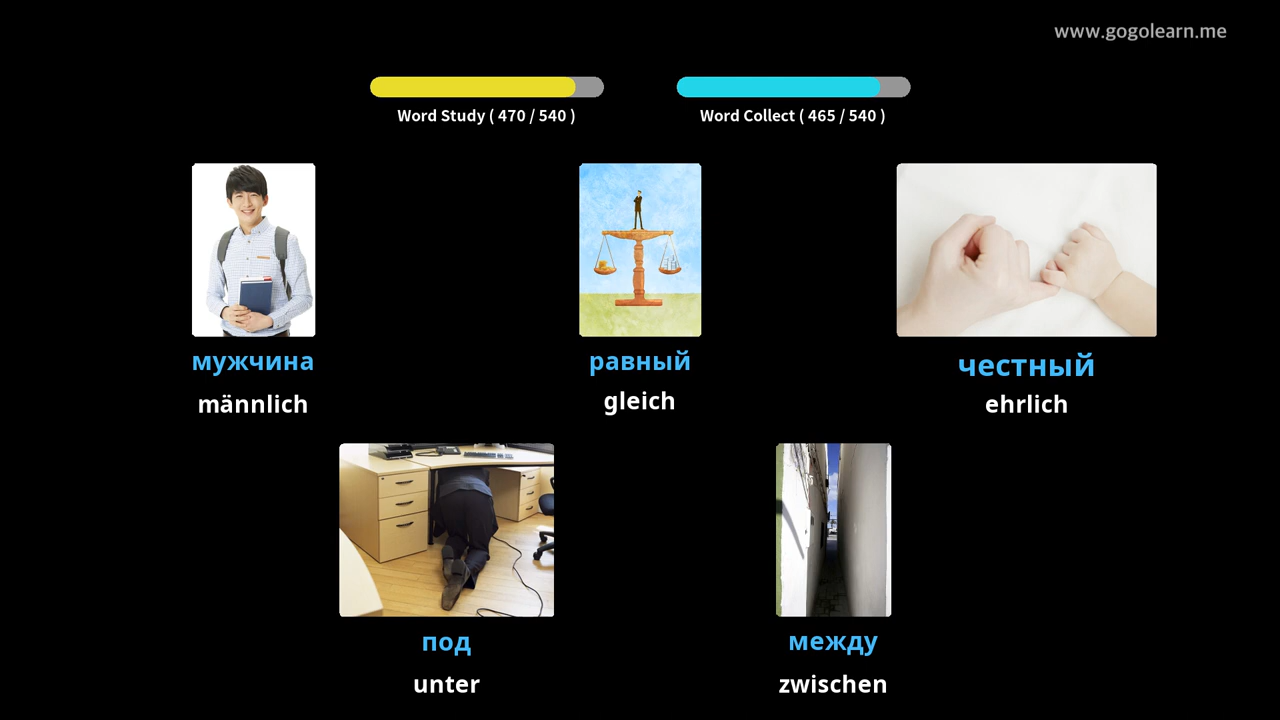 www.gogolearn.me
Word Study ( 470 / 540 )
Word Collect ( 465 / 540 )
мужчина
männlich
равный
gleich
честный
ehrlich
под
unter
между
zwischen